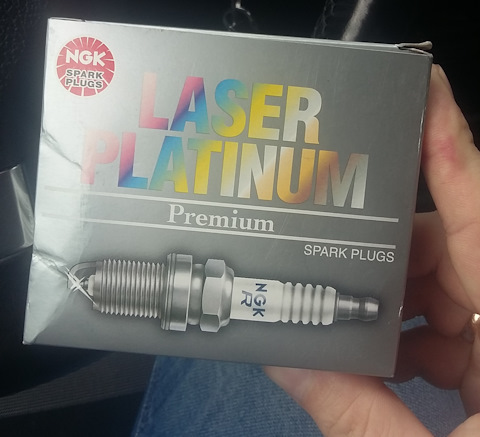 NGK
SPARK
PLUGS
LASER
PLATINUM
Premium
SPARK PLUGS
NGK
R